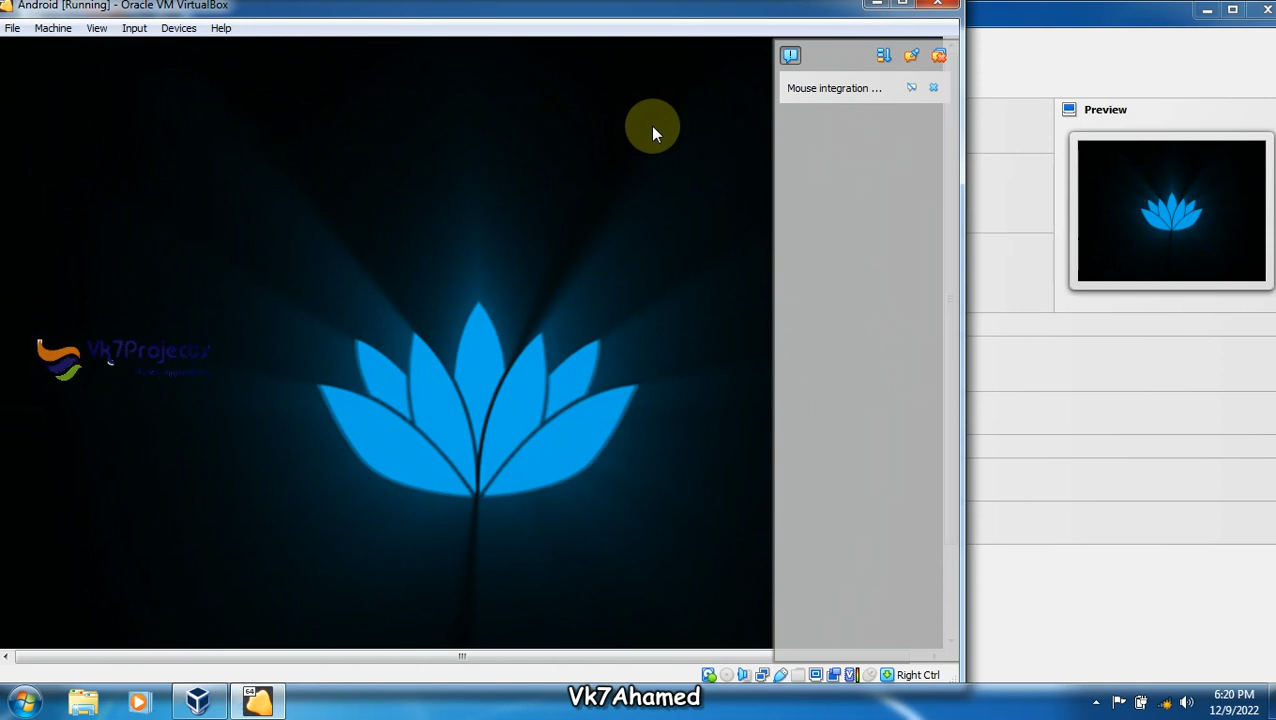 Android [Running] - Oracle VM VirtualBox
File Machine View Input Devices Help
Mouse integration ...
Preview
Vk7Projects
Right Ctrl
64
Vk7Ahamed
6:20 PM
12/9/2022